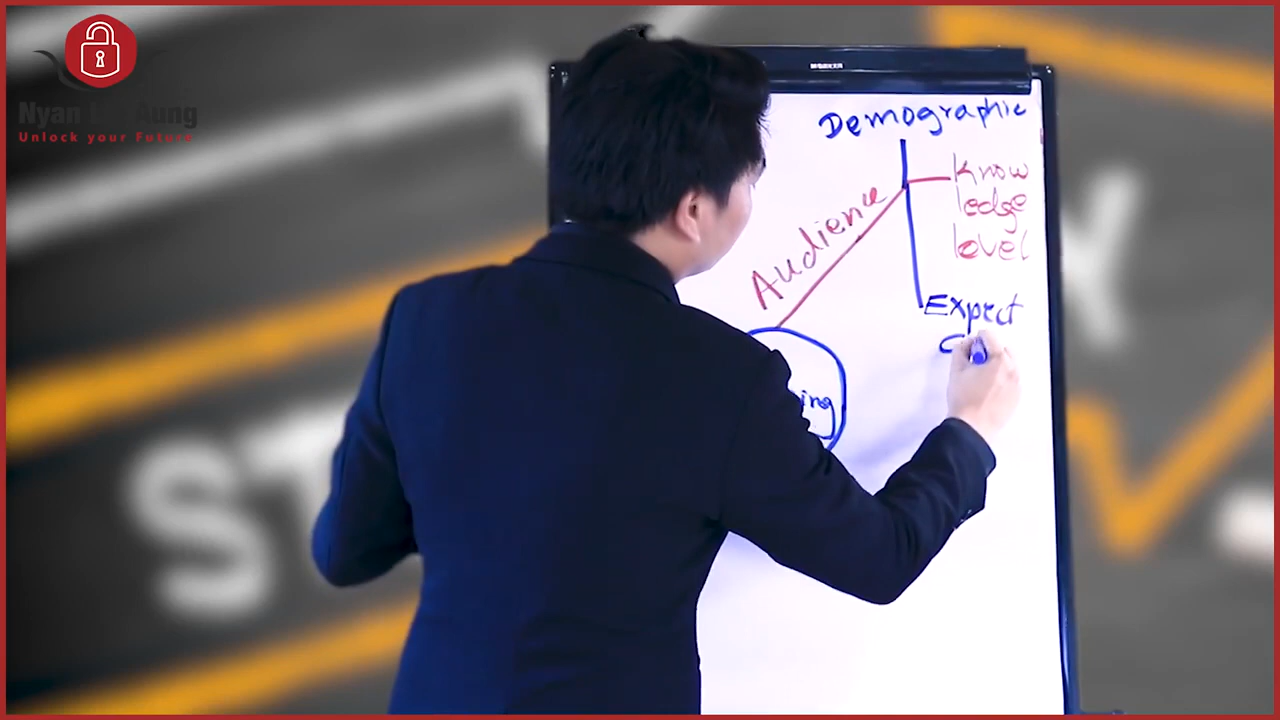 Nyan Aung
Unlock your Future
Demographic
Know
ledge
level
Audience
Expect
ing